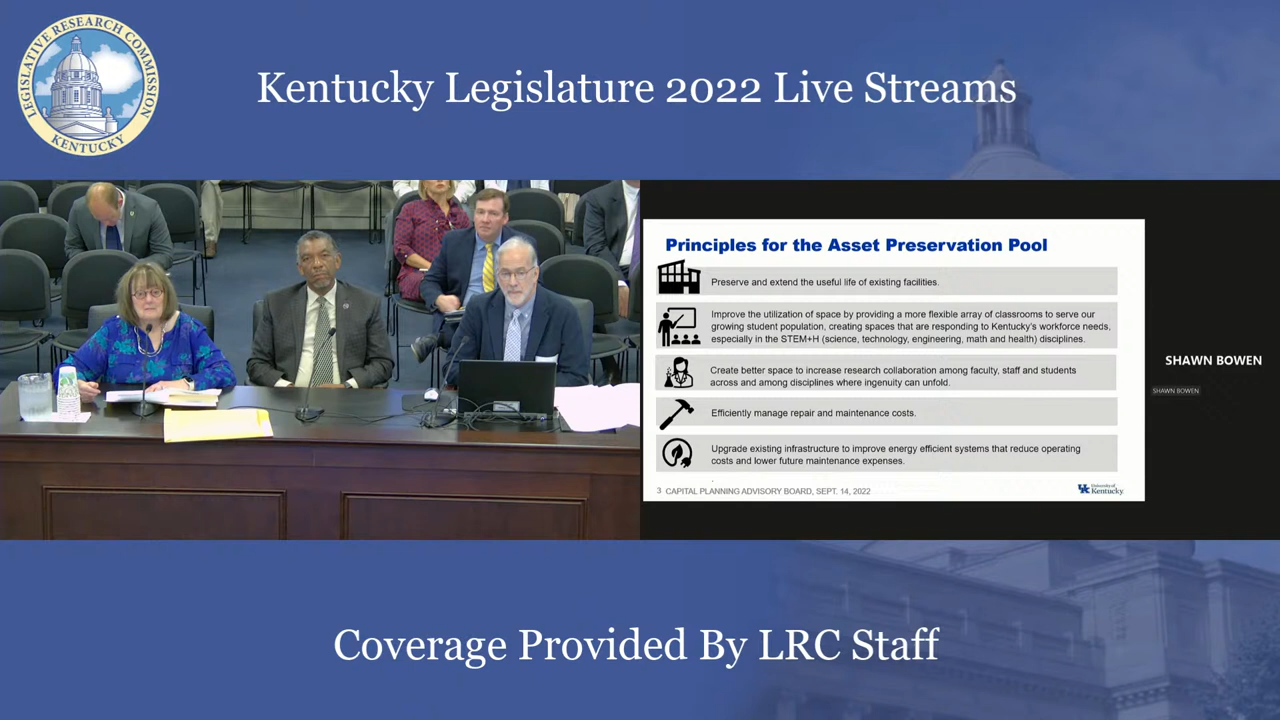 LEGISLATIVE RESEARCH COMMISSION
KENTUCKY
Kentucky Legislature 2022 Live Streams
Principles for the Asset Preservation Pool
Preserve and extend the useful life of existing facilities.
Improve the utilization of space by providing a more flexible array of classrooms to serve our
growing student population, creating spaces that are responding to Kentucky's workforce needs,
especially in the STEM+H (science, technology, engineering, math and health) disciplines.
Create better space to increase research collaboration among faculty, staff and students
across and among disciplines where ingenuity can unfold.
Efficiently manage repair and maintenance costs.
Upgrade existing infrastructure to improve energy efficient systems that reduce operating
costs and lower future maintenance expenses.
3 CAPITAL PLANNING ADVISORY BOARD, SEPT. 14, 2022
UK University of
Kentucky
SHAWN BOWEN
SHAWN BOWEN
Coverage Provided By LRC Staff